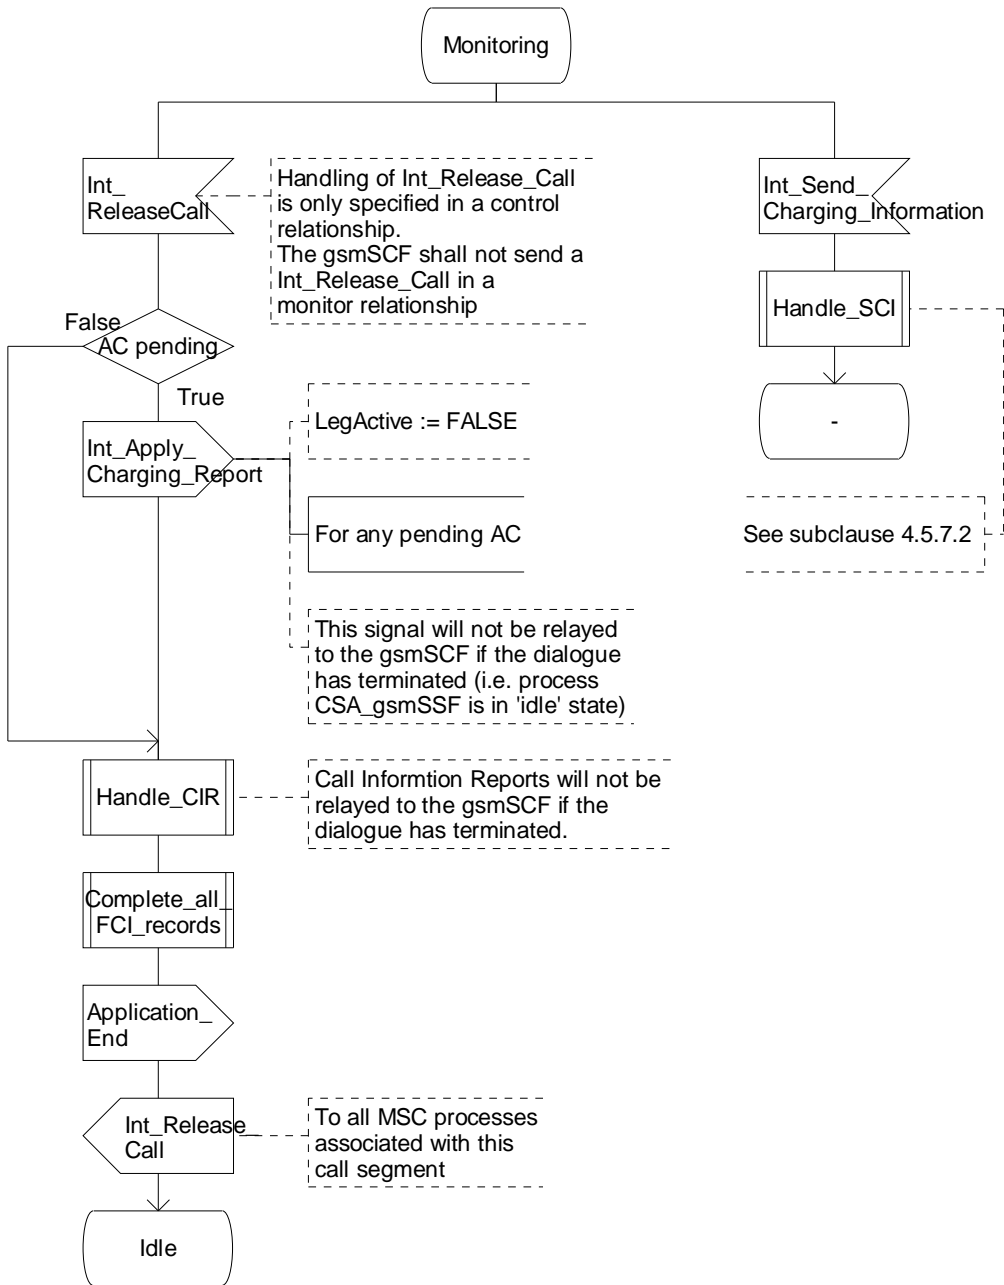 Monitoring
Int_
ReleaseCall
Handling of Int_Release_Call
is only specified in a control
relationship.
The gsmSCF shall not send a
Int_Release_Call in a
monitor relationship
Int_Send_
Charging_Information
Handle_SCI
-
See subclause 4.5.7.2
False
AC pending
True
Int_Apply_
Charging_Report
LegActive := FALSE
For any pending AC
This signal will not be relayed
to the gsmSCF if the dialogue
has terminated (i.e. process
CSA_gsmSSF is in 'idle' state)
Handle_CIR
Call Informtion Reports will not be
relayed to the gsmSCF if the
dialogue has terminated.
Complete_all_
FCI_records
Application_
End
Int_Release_
Call
To all MSC processes
associated with this
call segment
Idle